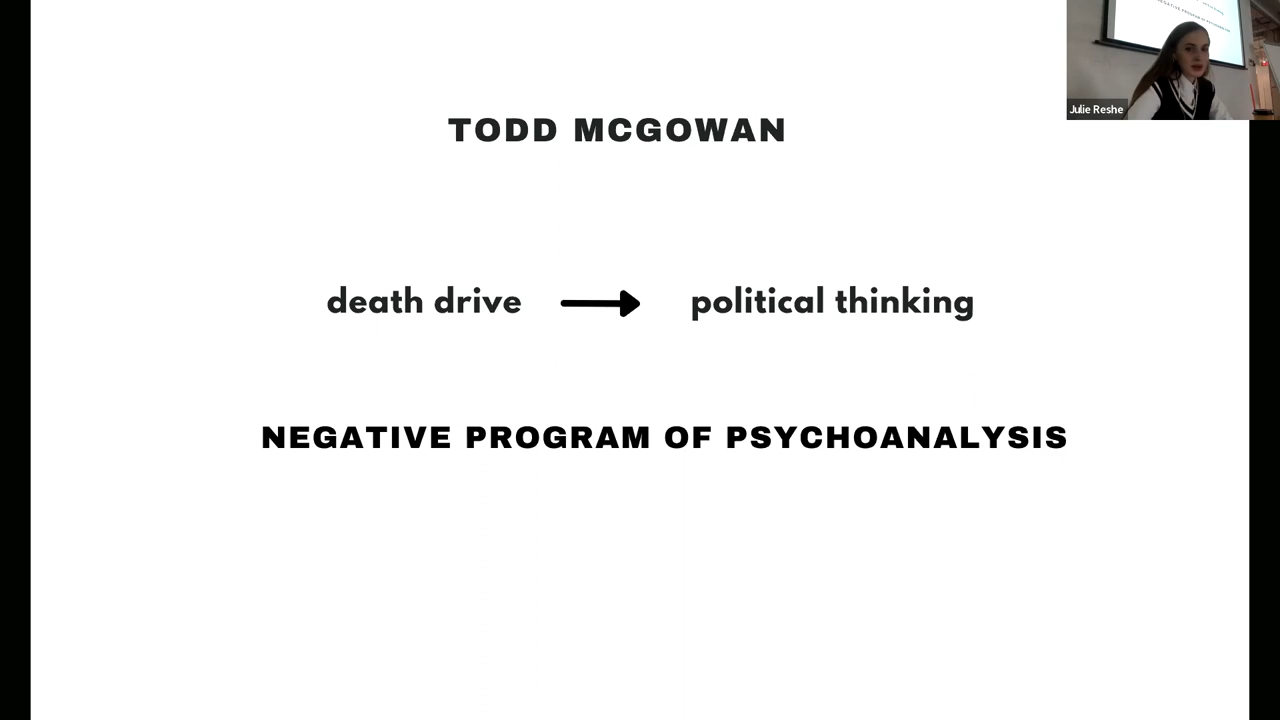 TODD MCGOWAN
death drive → political thinking
NEGATIVE PROGRAM OF PSYCHOANALYSIS
Julie Reshe